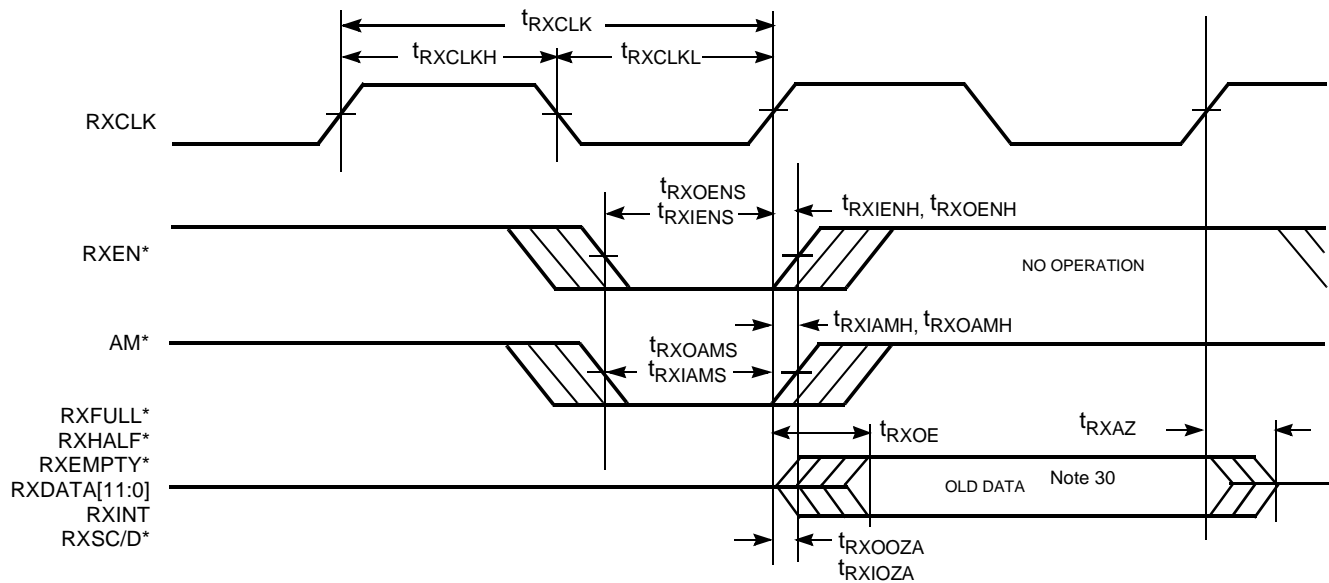 tRXCLK
tRXCLKH
tRXCLKL
RXCLK
tRXOENS
tRXIENS
tRXIENH, tRXOENH
RXEN*
NO OPERATION
tRXIAMH, tRXOAMH
AM*
tRXOAMS
tRXIAMS
RXFULL*
RXHALF*
RXEMPTY*
RXDATA[11:0]
RXINT
RXSC/D*
tRXOE
tRXAZ
OLD DATA
Note 30
tRXOOZA
tRXIOZA